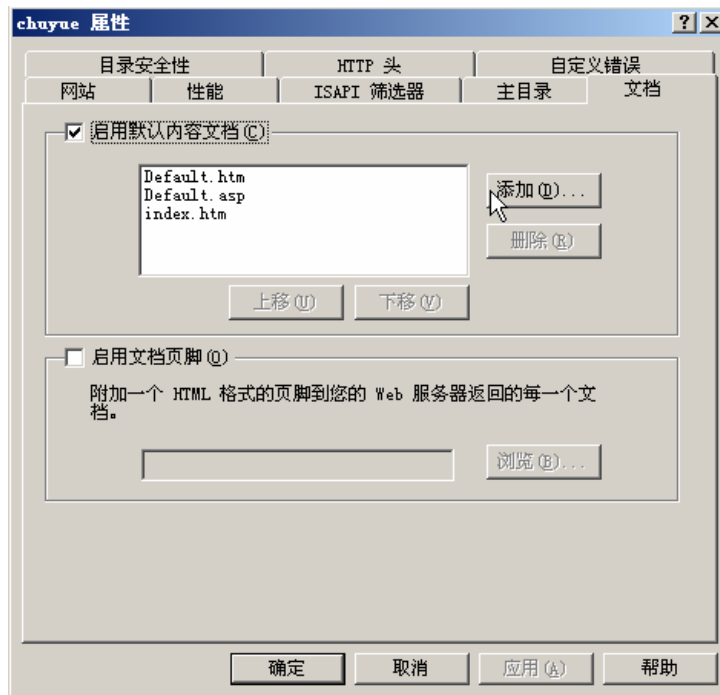 chuyue 属性
目录安全性 HTTP 头 自定义错误
网站 性能 ISAPI 筛选器 主目录 文档
启用默认内容文档(C)
Default.htm
Default.asp
index.htm
添加(D)...
删除(R)
上移(U) 下移(V)
启用文档页脚(O)
附加一个 HTML 格式的页脚到您的 Web 服务器返回的每一个文
档。
浏览(B)...
确定 取消 应用(A) 帮助